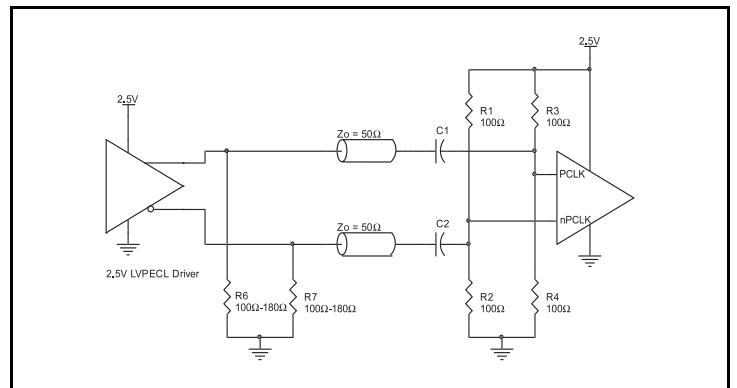 2.5V
2.5V
R1
100Ω
R3
100Ω
Zo = 50Ω
C1
PCLK
Zo = 50Ω
C2
nPCLK
2.5V LVPECL Driver
R6
100Ω-180Ω
R7
100Ω-180Ω
R2
100Ω
R4
100Ω